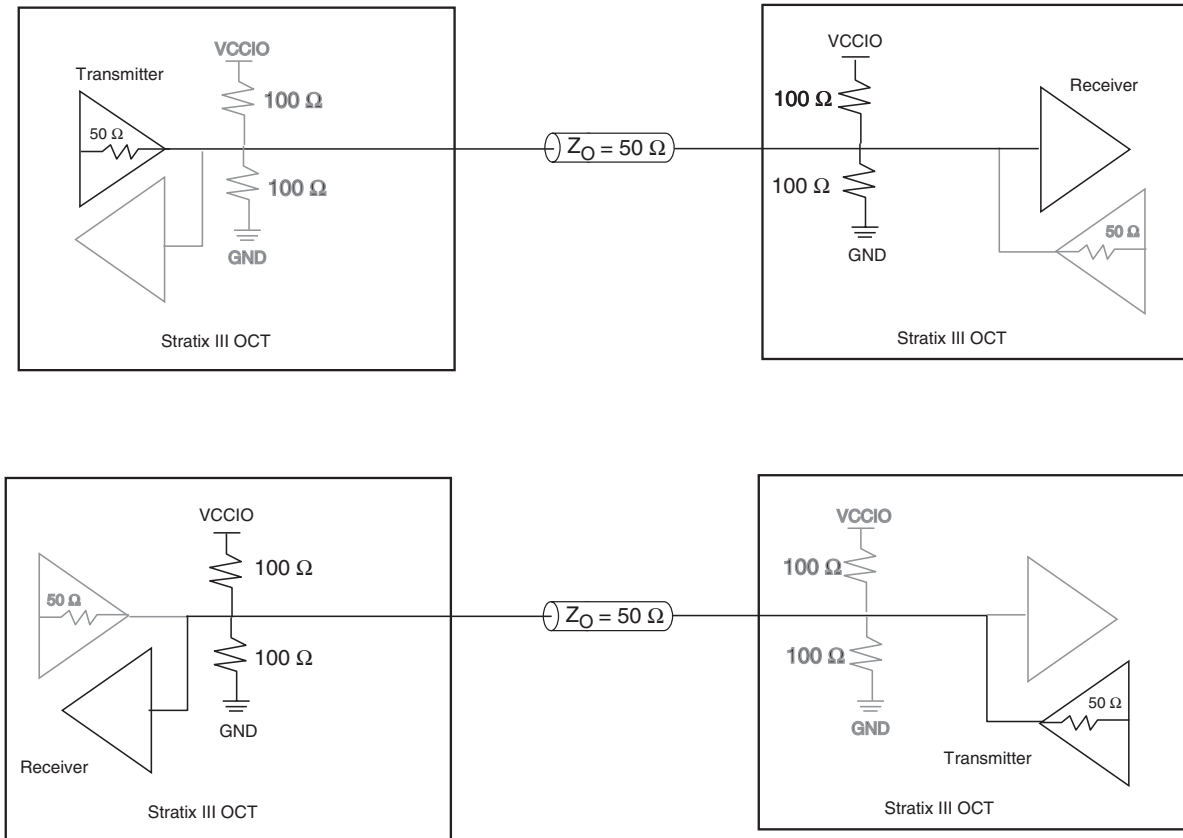 VCCIO
Transmitter
100 Ω
50 Ω
100 Ω
GND
Stratix III OCT
Z_O = 50 Ω
VCCIO
Receiver
100 Ω
100 Ω
50 Ω
GND
Stratix III OCT
VCCIO
100 Ω
50 Ω
100 Ω
GND
Receiver
Stratix III OCT
Z_O = 50 Ω
VCCIO
100 Ω
100 Ω
50 Ω
GND
Transmitter
Stratix III OCT